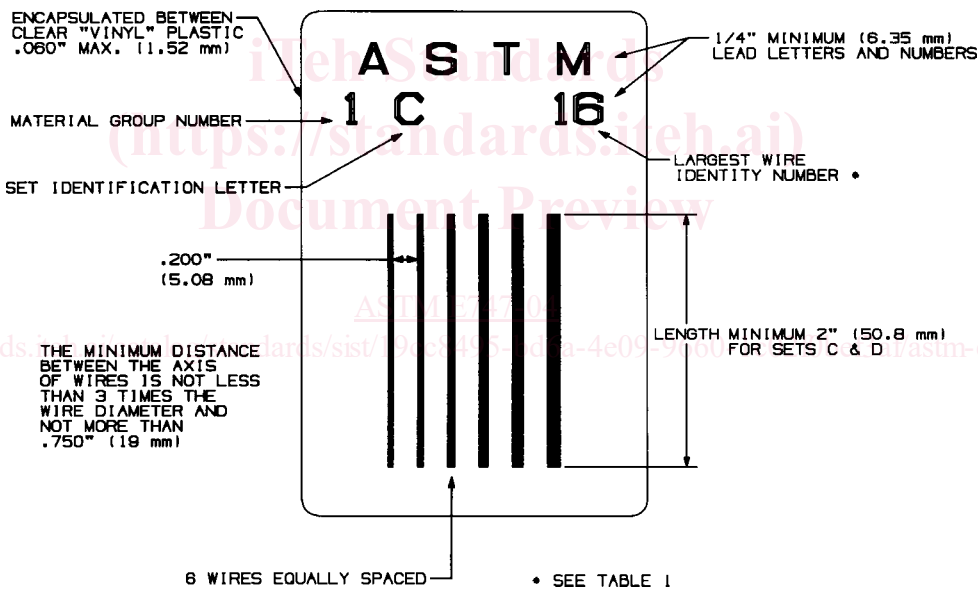 ENCAPSULATED BETWEEN
CLEAR "VINYL" PLASTIC
.060" MAX. (1.52 mm)
1/4" MINIMUM (6.35 mm)
LEAD LETTERS AND NUMBERS
A S T M
MATERIAL GROUP NUMBER
1 C 16
LARGEST WIRE
IDENTITY NUMBER *
SET IDENTIFICATION LETTER
iTeh Standards
(https://standards.iteh.ai)
Document Preview
.200"
(5.08 mm)
ASTM E747-04
LENGTH MINIMUM 2" (50.8 mm)
FOR SETS C & D
THE MINIMUM DISTANCE
BETWEEN THE AXIS
OF WIRES IS NOT LESS
THAN 3 TIMES THE
WIRE DIAMETER AND
NOT MORE THAN
.750" (19 mm)
6 WIRES EQUALLY SPACED
* SEE TABLE 1